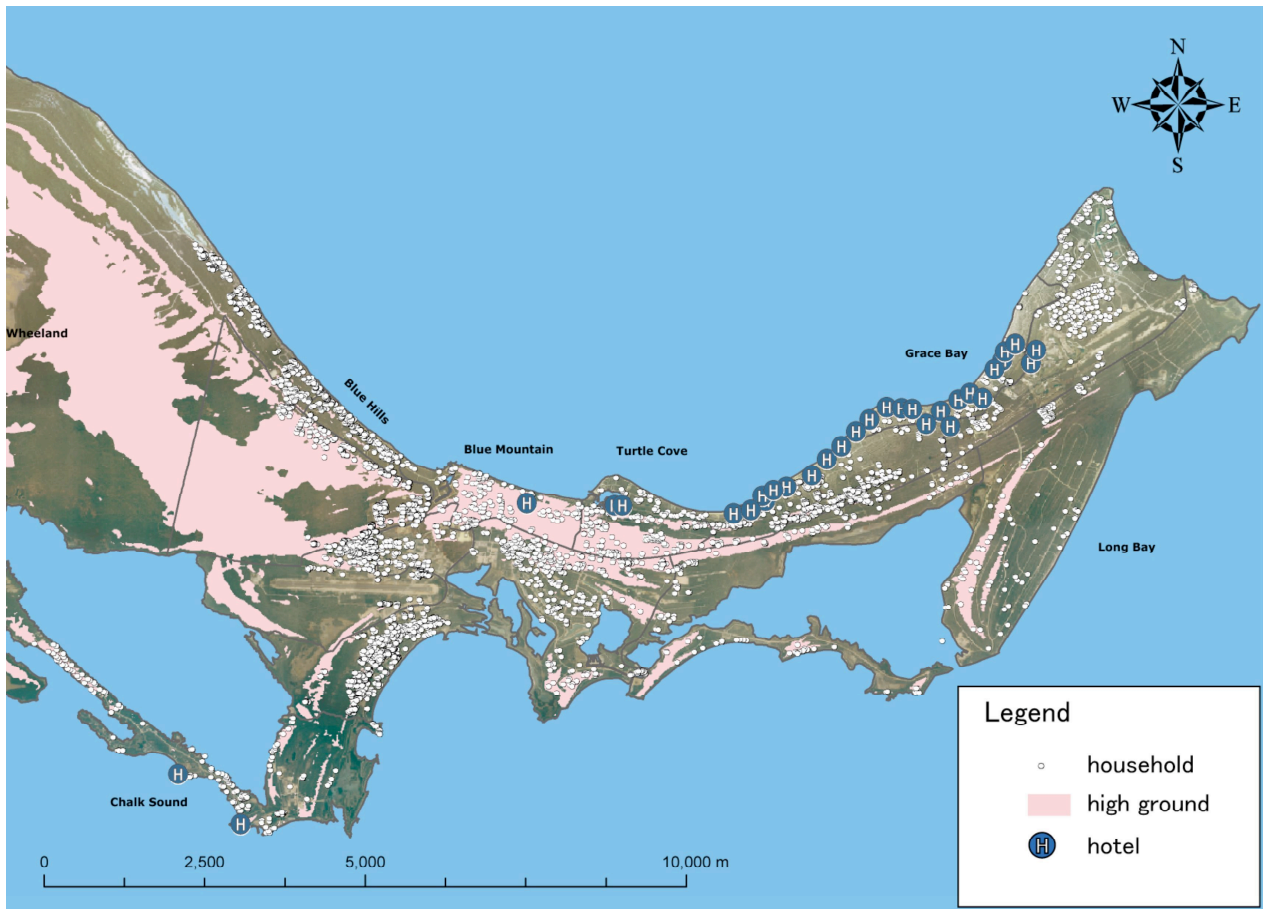 N
W E
S
Grace Bay
Wheeland
Blue Hills
Blue Mountain
Turtle Cove
Long Bay
Chalk Sound
Legend
household
high ground
H hotel
0 2,500 5,000 10,000 m